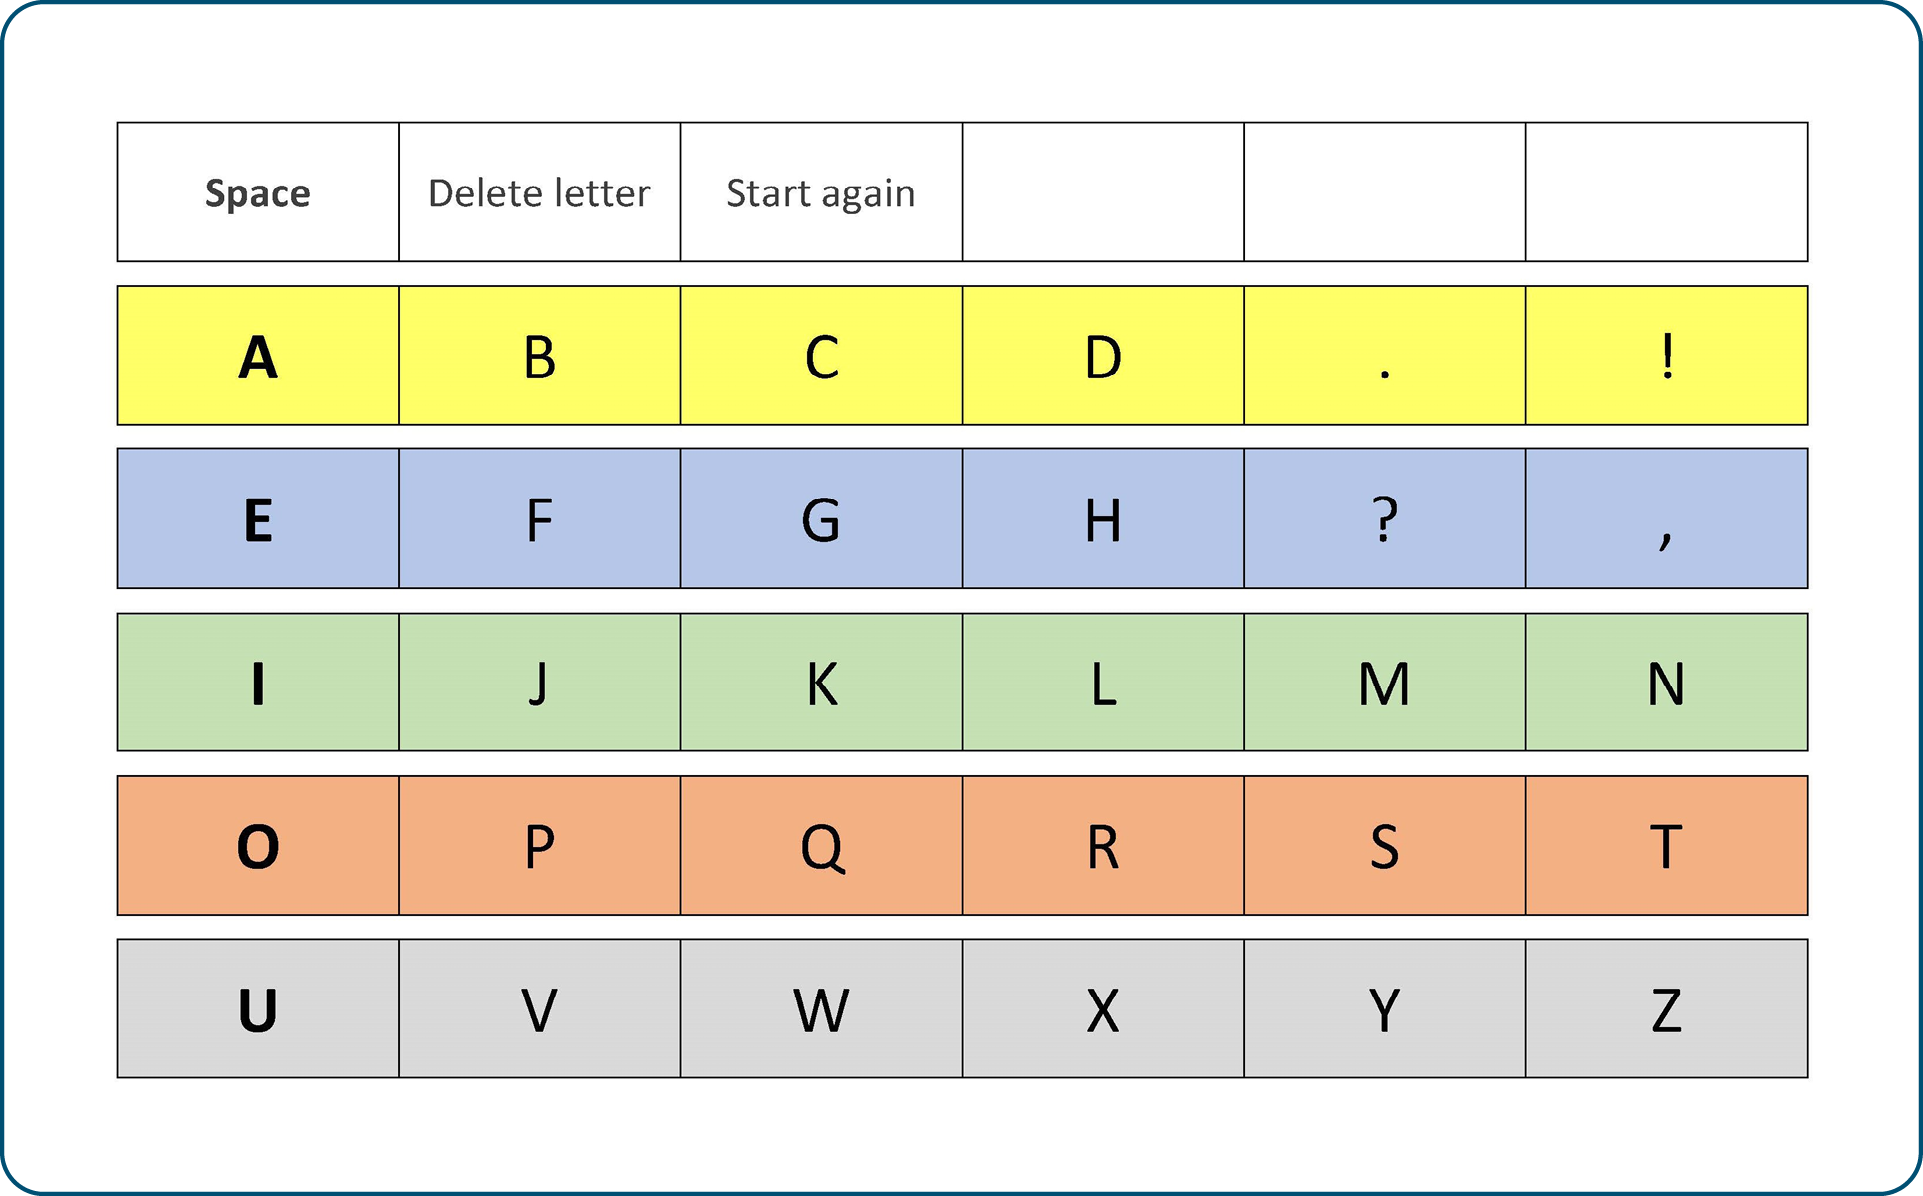 Space Delete letter Start again
A B C D . !
E F G H ? ,
I J K L M N
O P Q R S T
U V W X Y Z